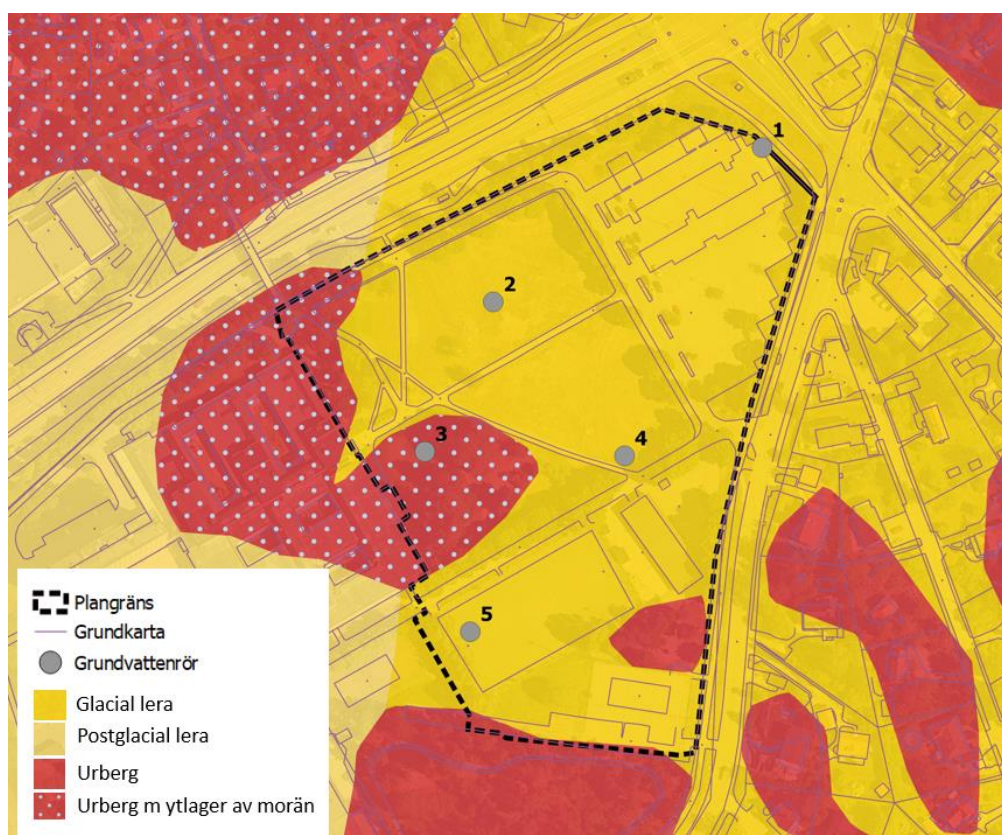 1
2
3
4
5
Plangräns
Grundkarta
Grundvattenrör
Glacial lera
Postglacial lera
Urberg
Urberg m ytlager av morän